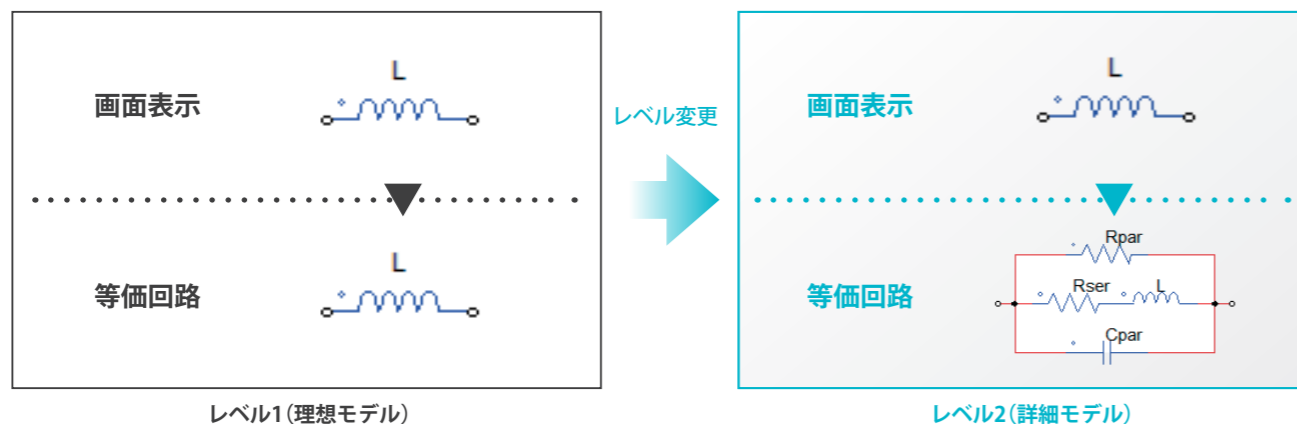 L
画面表示
等価回路
L
レベル1(理想モデル)
レベル変更
L
画面表示
等価回路
Rpar
Rser
L
Cpar
レベル2(詳細モデル)